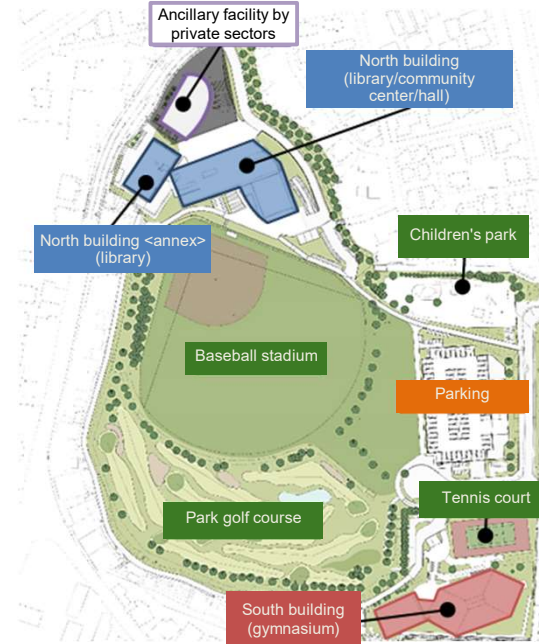 Ancillary facility by
private sectors
North building
(library/community
center/hall)
North building <annex>
(library)
Children's park
Baseball stadium
Parking
Park golf course
Tennis court
South building
(gymnasium)